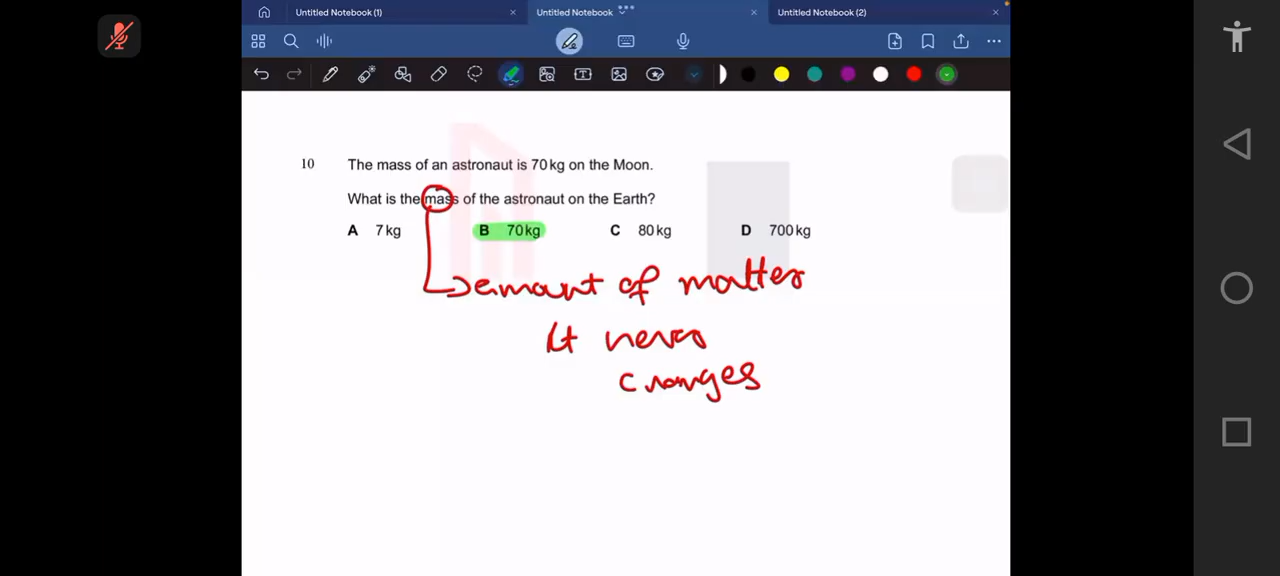 Untitled Notebook (1)
Untitled Notebook
Untitled Notebook (2)
10 The mass of an astronaut is 70 kg on the Moon.
What is the mass of the astronaut on the Earth?
A 7 kg B 70 kg C 80 kg D 700 kg
amount of matter
It never
changes